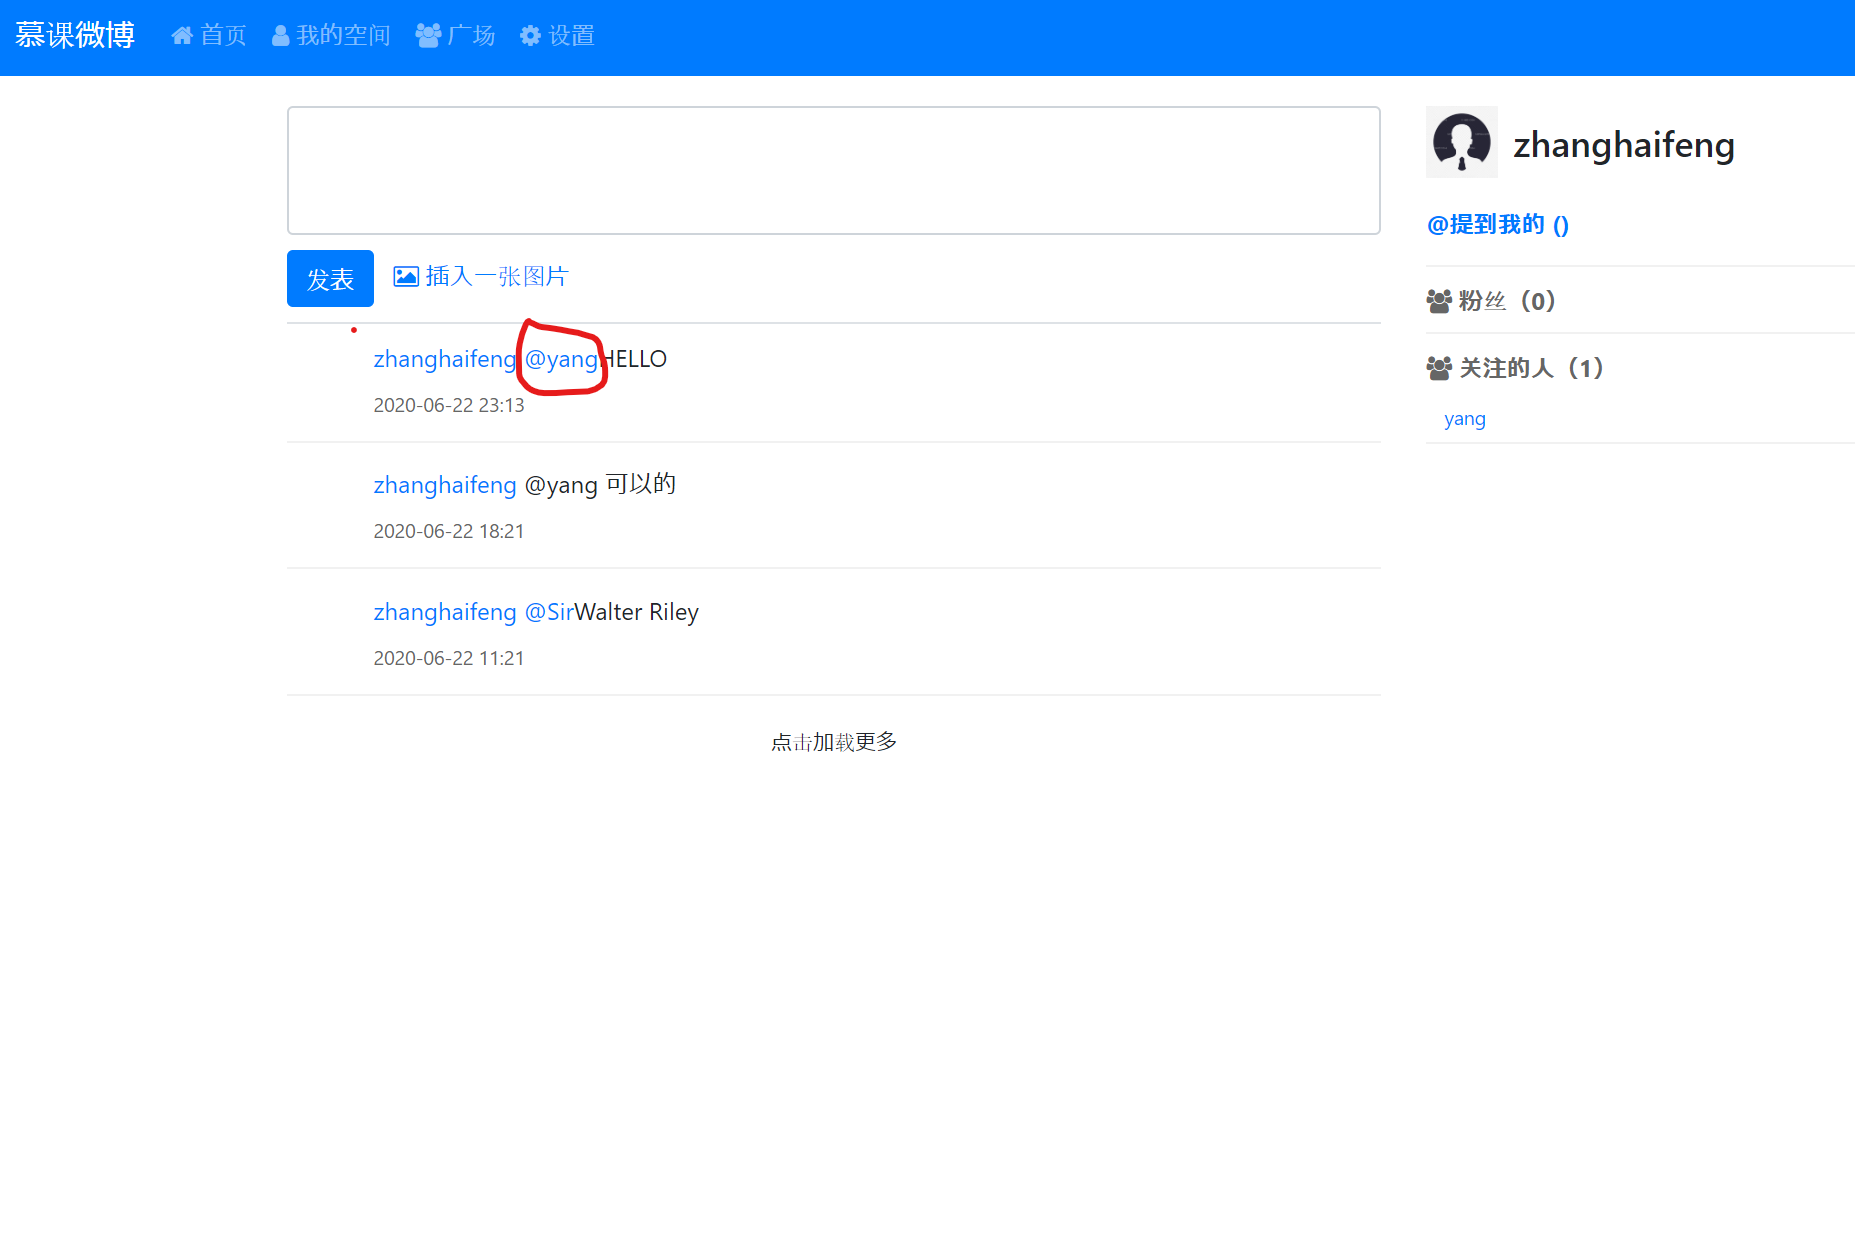 慕课微博 首页 我的空间 广场 设置
zhanghaifeng
@提到我的 ()
发表 插入一张图片
粉丝（0）
zhanghaifeng @yangHELLO
关注的人（1）
2020-06-22 23:13
yang
zhanghaifeng @yang 可以的
2020-06-22 18:21
zhanghaifeng @SirWalter Riley
2020-06-22 11:21
点击加载更多